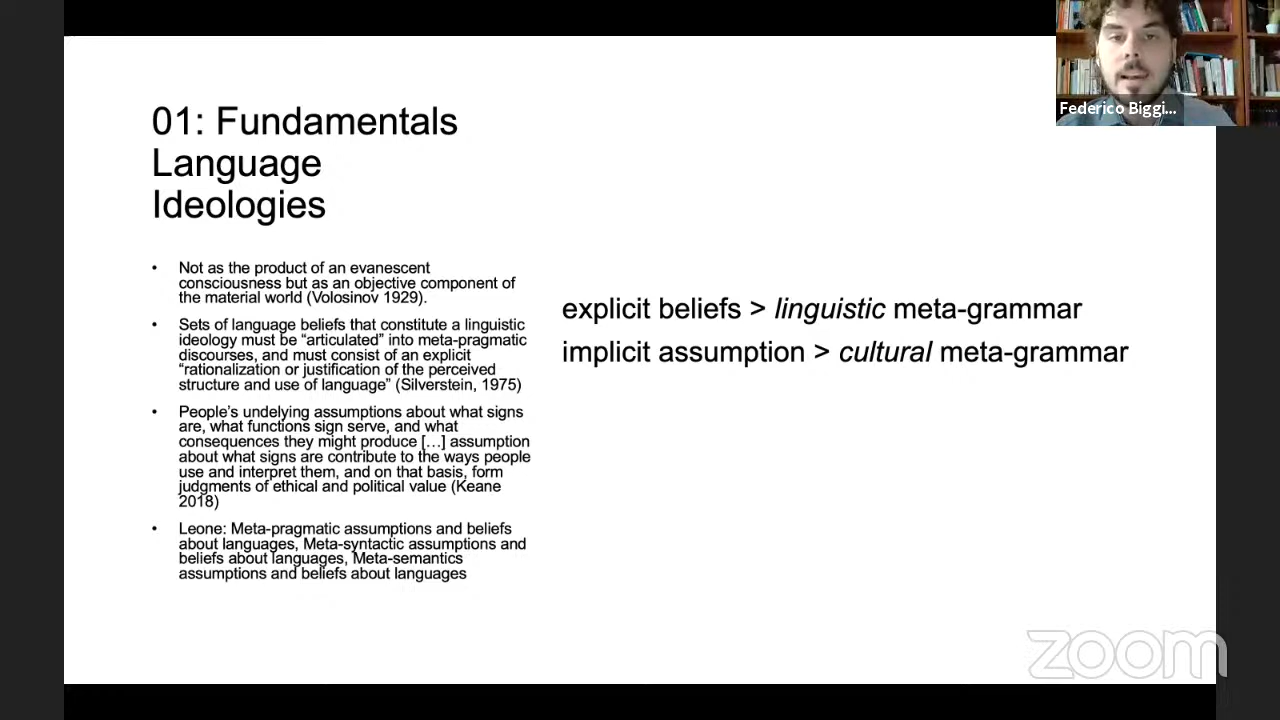 01: Fundamentals
Language
Ideologies
• Not as the product of an evanescent
consciousness but as an objective component of
the material world (Volosinov 1929).
• Sets of language beliefs that constitute a linguistic
ideology must be “articulated” into meta-pragmatic
discourses, and must consist of an explicit
“rationalization or justification of the perceived
structure and use of language” (Silverstein, 1975)
• People’s undelying assumptions about what signs
are, what functions sign serve, and what
consequences they might produce […] assumption
about what signs are contribute to the ways people
use and interpret them, and on that basis, form
judgments of ethical and political value (Keane
2018)
• Leone: Meta-pragmatic assumptions and beliefs
about languages, Meta-syntactic assumptions and
beliefs about languages, Meta-semantics
assumptions and beliefs about languages
explicit beliefs > linguistic meta-grammar
implicit assumption > cultural meta-grammar
Federico Biggi...
zoom